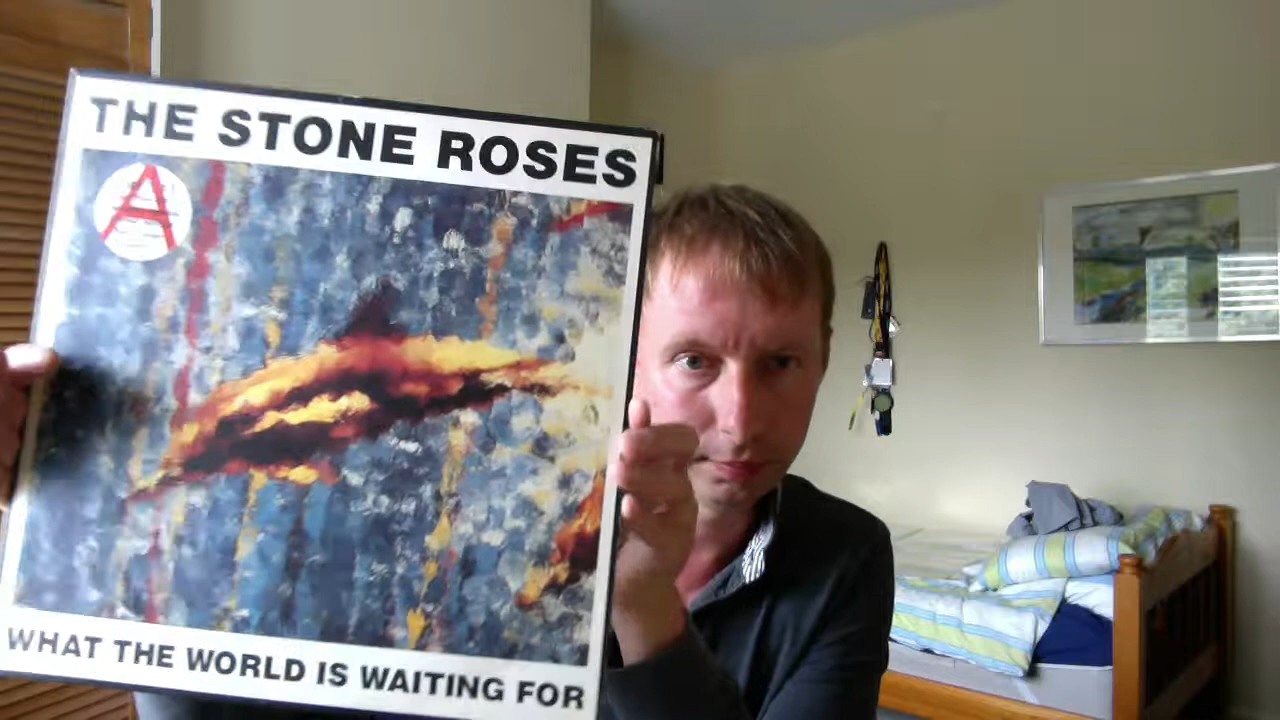 THE STONE ROSES
A
WHAT THE WORLD IS WAITING FOR